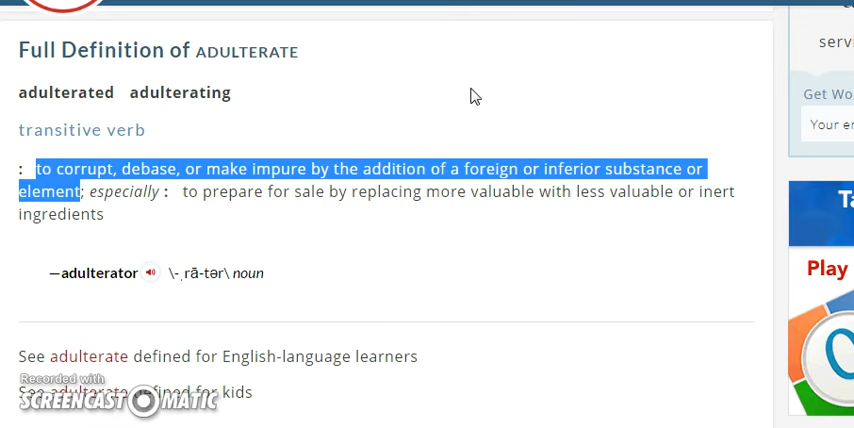 Full Definition of ADULTERATE
adulterated adulterating
transitive verb
: to corrupt, debase, or make impure by the addition of a foreign or inferior substance or
element; especially : to prepare for sale by replacing more valuable with less valuable or inert
ingredients
—adulterator \-ˌrā-tər\ noun
See adulterate defined for English-language learners
See adulterate defined for kids
Recorded with
SCREENCAST-O-MATIC
Get Wo
Your e
Play